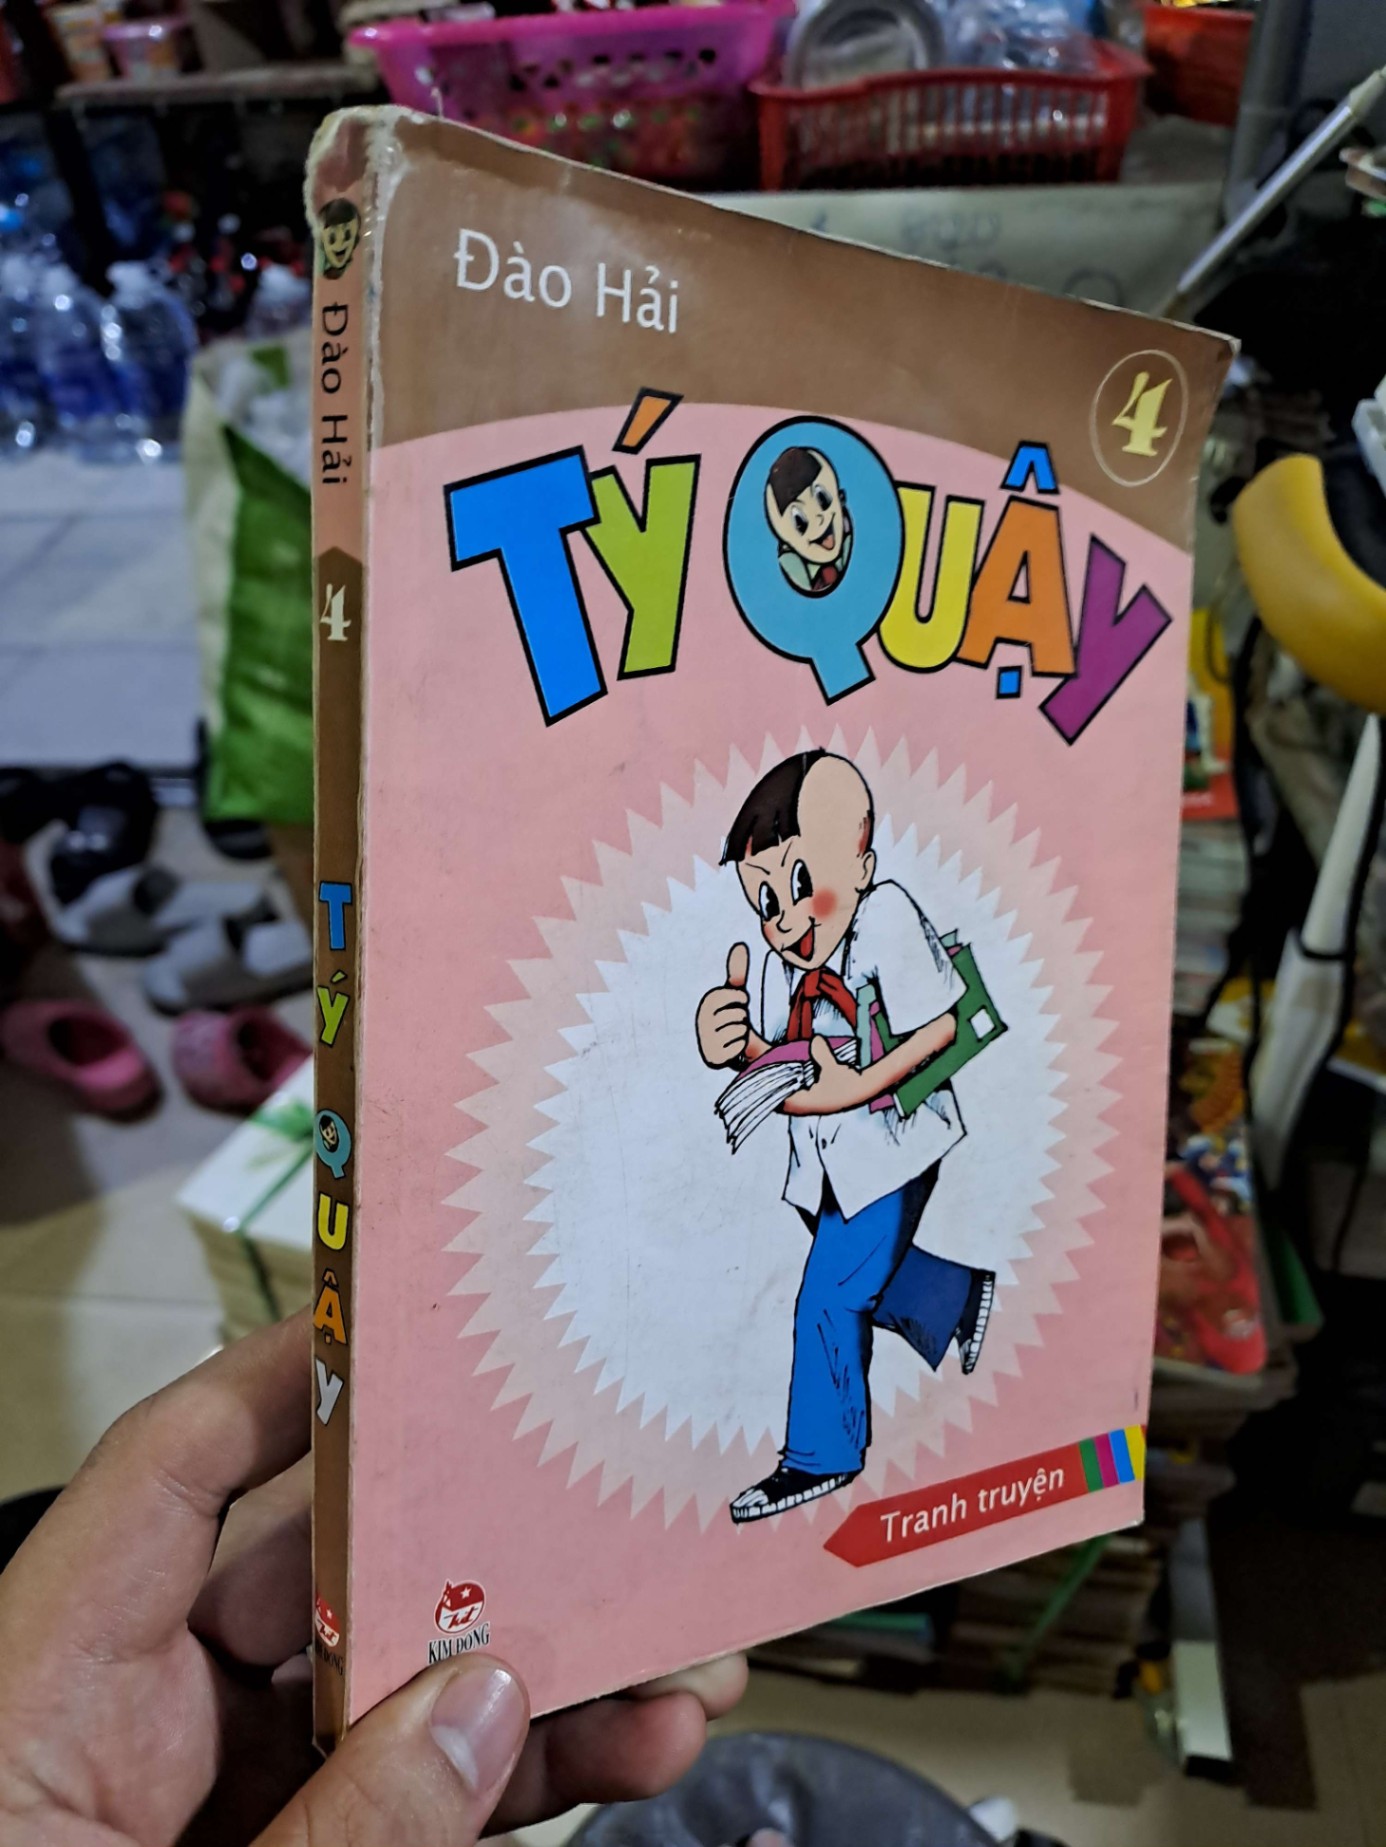 Đào Hải
4
TÝ QUẬY
Tranh truyện
KIM ĐỒNG
Đào Hải
4
TÝ QUẬY